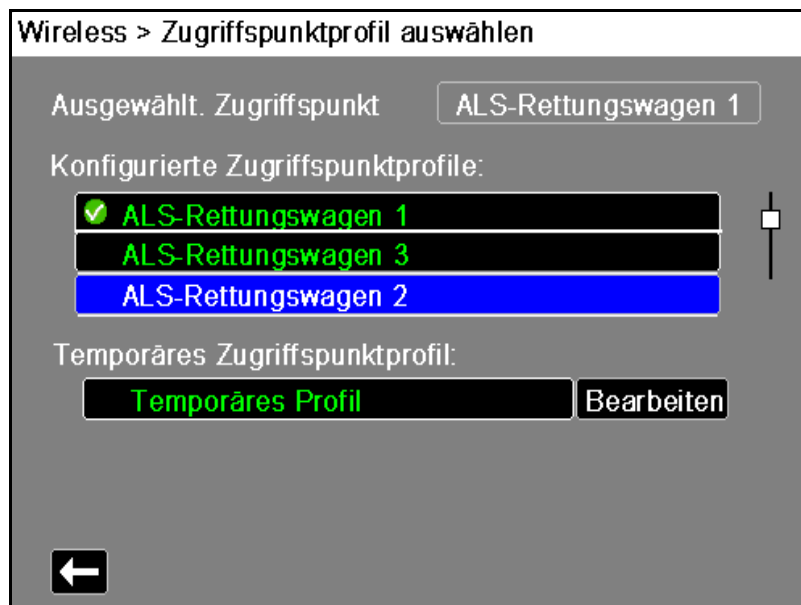 Wireless > Zugriffspunktprofil auswählen
Ausgewählt. Zugriffspunkt ALS-Rettungswagen 1
Konfigurierte Zugriffspunktprofile:
ALS-Rettungswagen 1
ALS-Rettungswagen 3
ALS-Rettungswagen 2
Temporäres Zugriffspunktprofil:
Temporäres Profil Bearbeiten